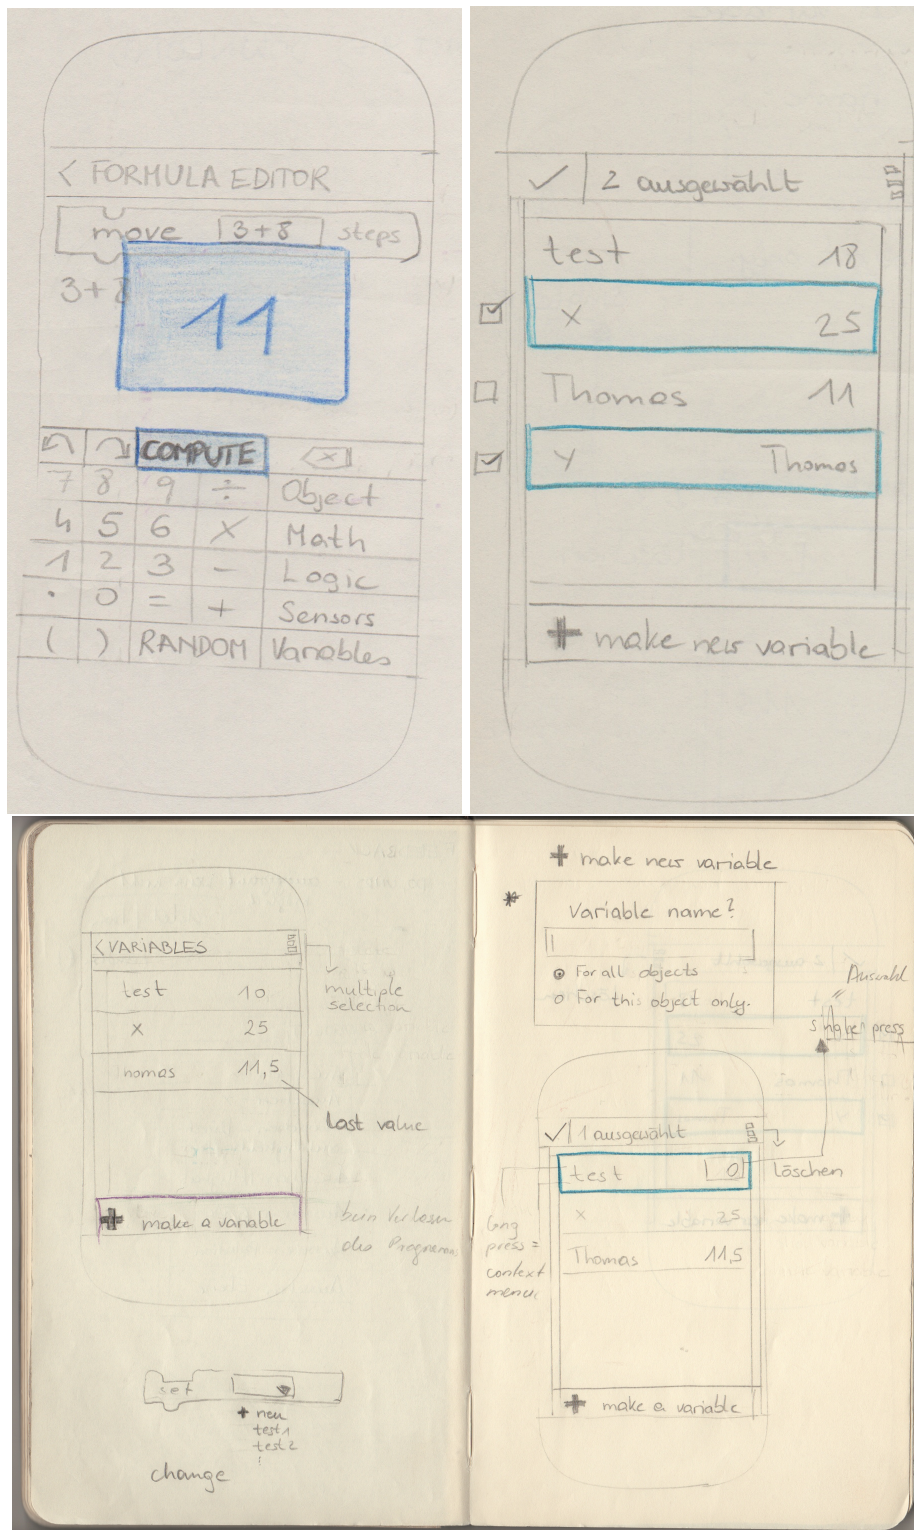 < FORMULA EDITOR
move 3+8 steps
3+8
11
COMPUTE
7 8 9 ÷ Object
4 5 6 × Math
1 2 3 − Logic
. 0 = + Sensors
( ) RANDOM Variables
2 ausgewählt
test 18
x 25
Thomas 11
y Thomas
+ make new variable
< VARIABLES
test 10
x 25
homas 11,5
multiple
selection
Last value
+ make a variable
beim Verlassen
des Programms
set
+ neu
test1
test2
change
+ make new variable
*
Variable name?
For all objects
For this object only.
Auswahl
press
1 ausgewählt
test 0
löschen
x 25
Thomas 11,5
long
press =
context
menu
+ make a variable